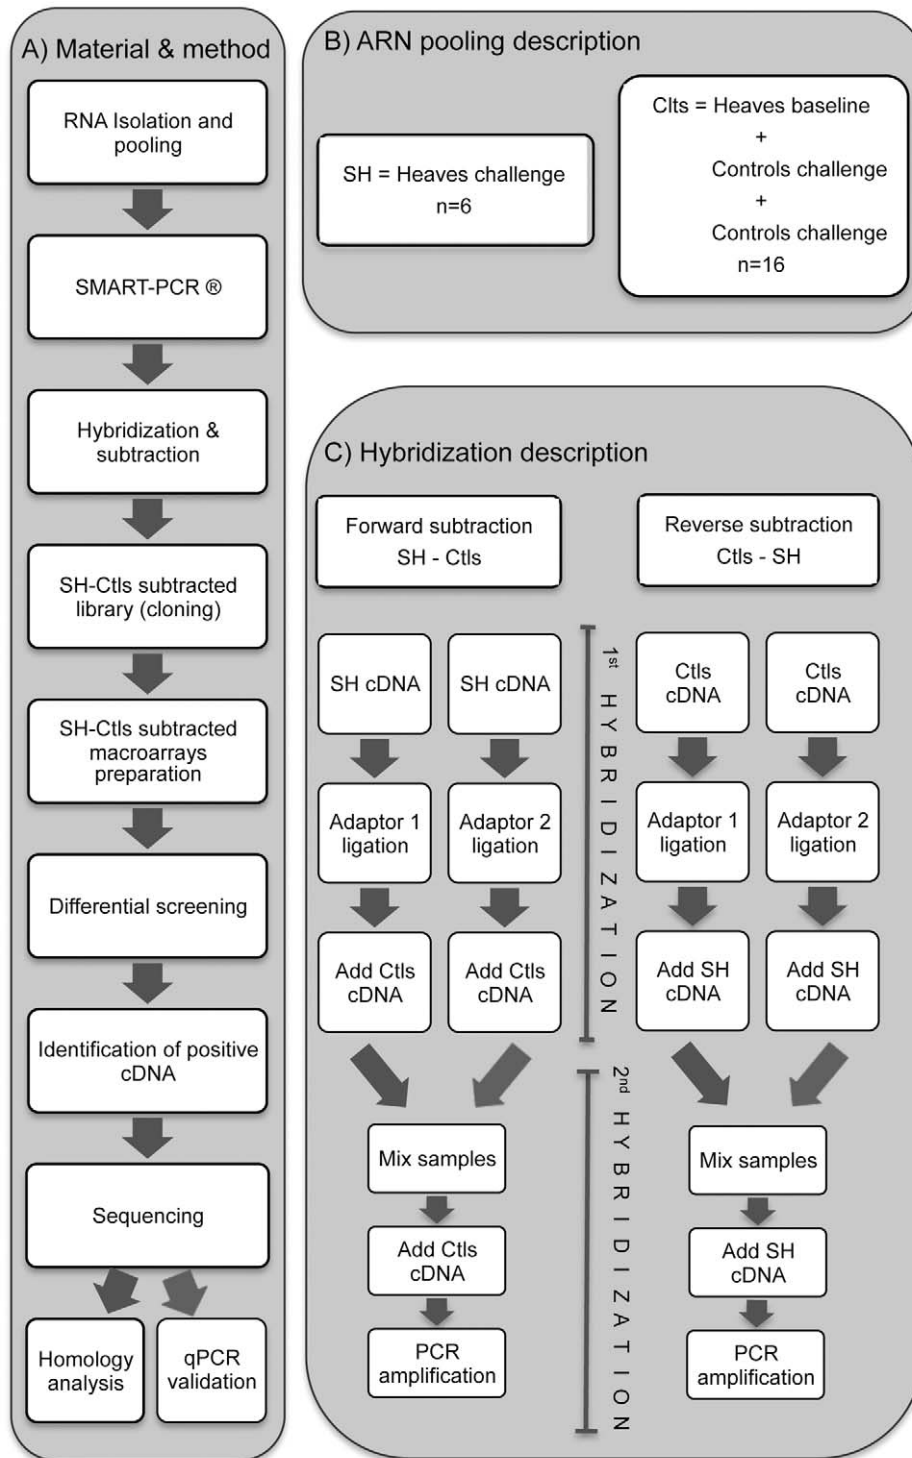 A) Material & method
RNA Isolation and
pooling
SMART-PCR ®
Hybridization &
subtraction
SH-Ctls subtracted
library (cloning)
SH-Ctls subtracted
macroarrays
preparation
Differential screening
Identification of positive
cDNA
Sequencing
Homology
analysis
qPCR
validation
B) ARN pooling description
SH = Heaves challenge
n=6
Clts = Heaves baseline
+
Controls challenge
+
Controls challenge
n=16
C) Hybridization description
Forward subtraction
SH - Ctls
Reverse subtraction
Ctls - SH
SH cDNA
SH cDNA
1st HYBRIDIZATION
Ctls
cDNA
Ctls
cDNA
Adaptor 1
ligation
Adaptor 2
ligation
Adaptor 1
ligation
Adaptor 2
ligation
Add Ctls
cDNA
Add Ctls
cDNA
Add SH
cDNA
Add SH
cDNA
2nd HYBRIDIZATION
Mix samples
Add Ctls
cDNA
PCR
amplification
Mix samples
Add SH
cDNA
PCR
amplification